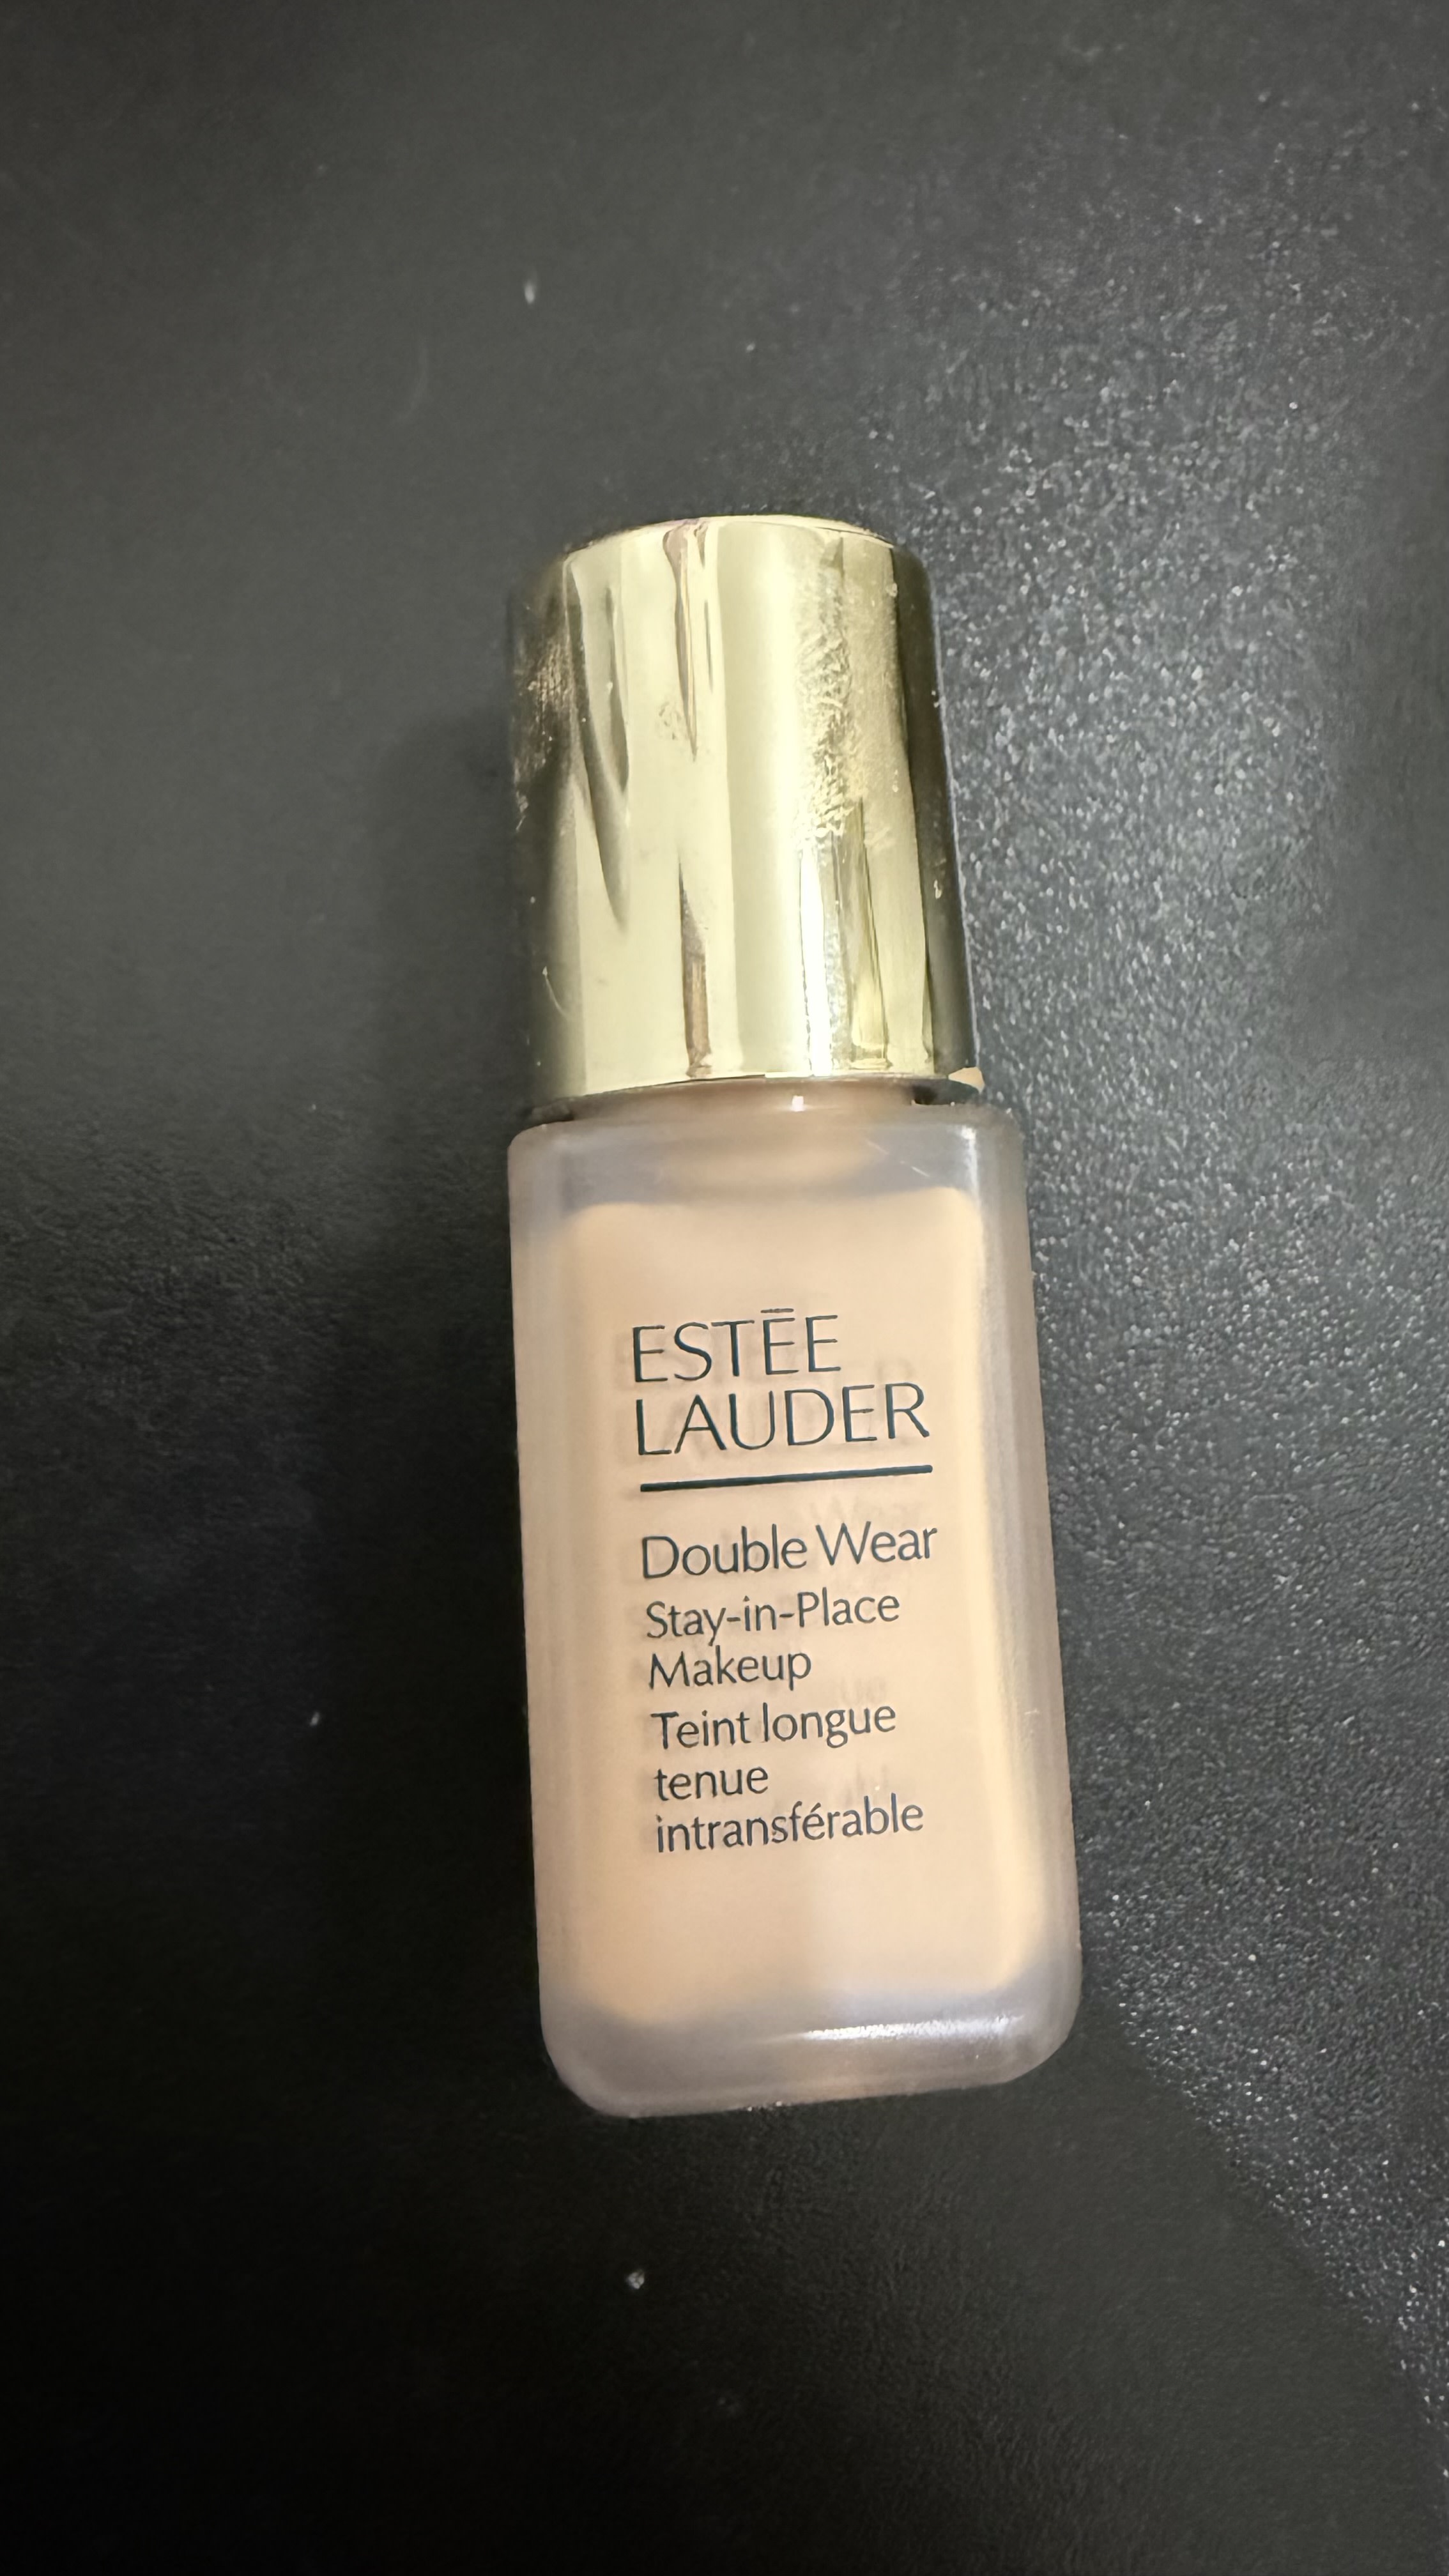 ESTĒE
LAUDER
Double Wear
Stay-in-Place
Makeup
Teint longue
tenue
intransférable